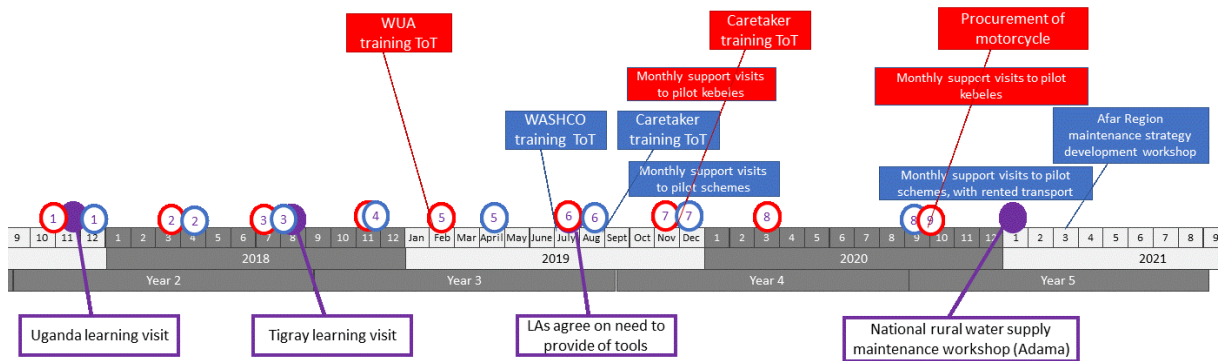 WUA
training ToT
Caretaker
training ToT
Procurement of
motorcycle
Monthly support visits
to pilot kebeles
Monthly support visits to pilot
kebeles
WASHCO
training ToT
Caretaker
training ToT
Afar Region
maintenance strategy
development workshop
Monthly support visits
to pilot schemes
Monthly support visits to pilot
schemes, with rented transport
1 1 2 2 3 3 4 5 5 6 6 7 7 8 8 9
9 10 11 12 1 2 3 4 5 6 7 8 9 10 11 12 Jan Feb Mar April May June July Aug Sept Oct Nov Dec 1 2 3 4 5 6 7 8 9 10 11 12 1 2 3 4 5 6 7 8 9
2018 2019 2020 2021
Year 2 Year 3 Year 4 Year 5
Uganda learning visit
Tigray learning visit
LAs agree on need to
provide of tools
National rural water supply
maintenance workshop (Adama)